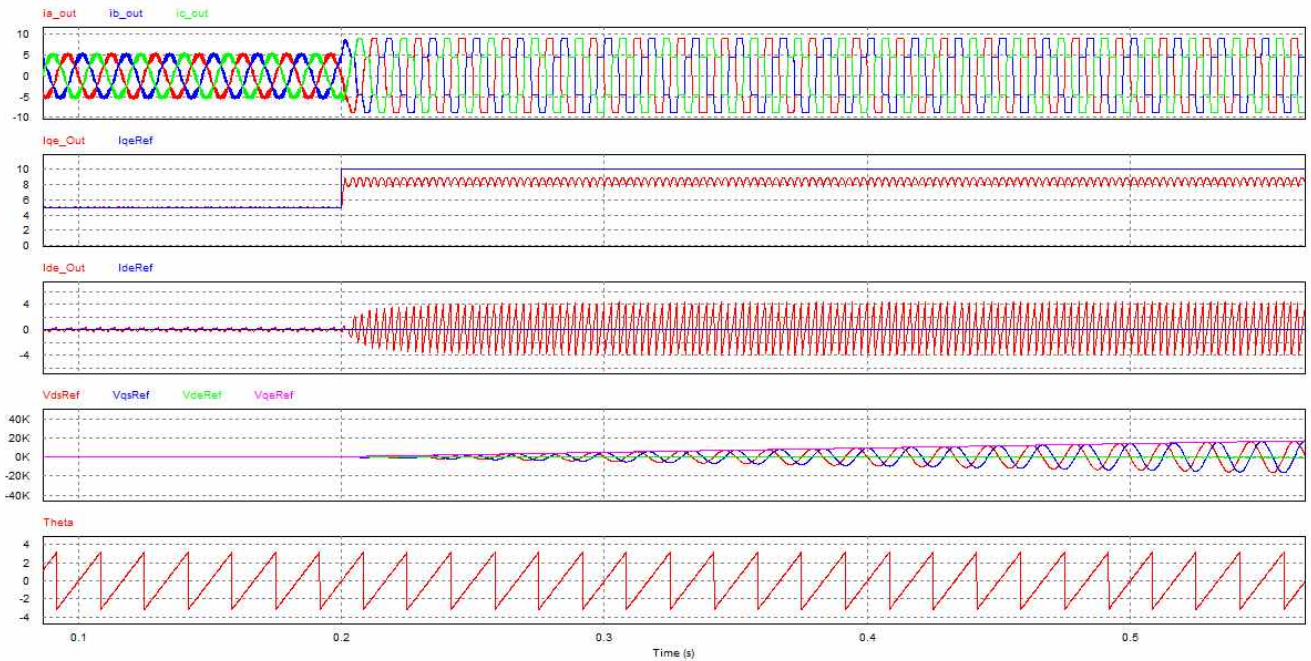 ia_out ib_out ic_out
10
5
0
-5
-10
Iqe_Out IqeRef
10
8
6
4
2
0
Ide_Out IdeRef
4
0
-4
VdsRef VqsRef VdeRef VqeRef
40K
20K
0K
-20K
-40K
Theta
4
2
0
-2
-4
0.1 0.2 0.3 0.4 0.5
Time (s)